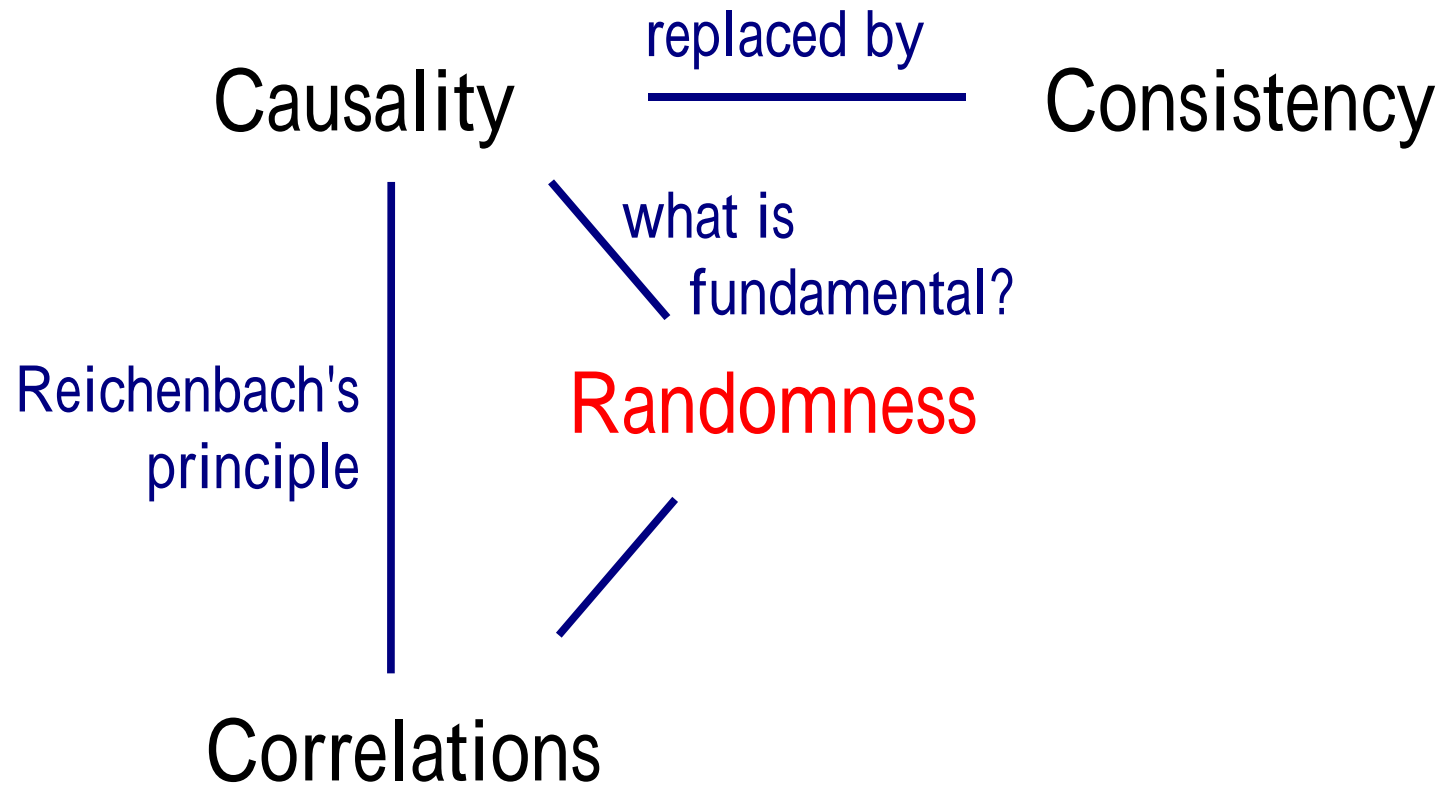 replaced by
Causality
Consistency
what is
fundamental?
Reichenbach's
principle
Randomness
Correlations